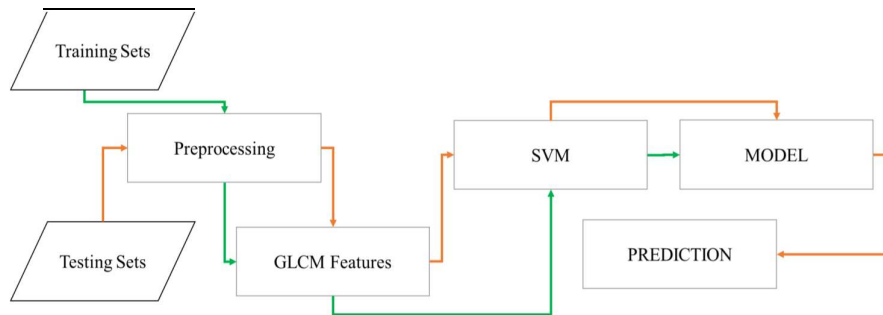 Training Sets
Preprocessing
SVM
MODEL
Testing Sets
GLCM Features
PREDICTION